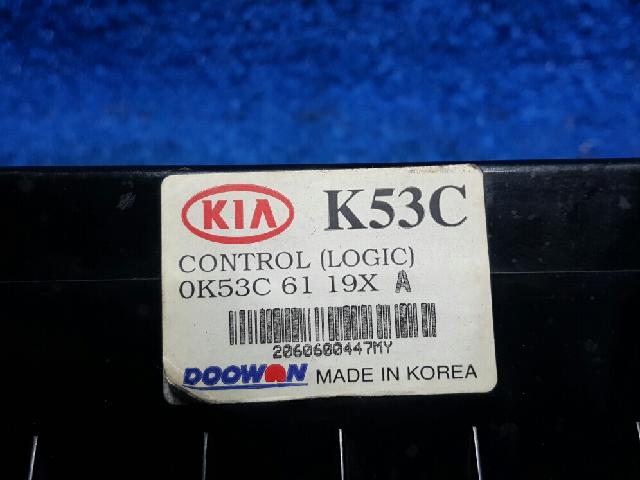 KIA K53C
CONTROL (LOGIC)
0K53C 61 19X A
2060600447MY
DOOWON MADE IN KOREA